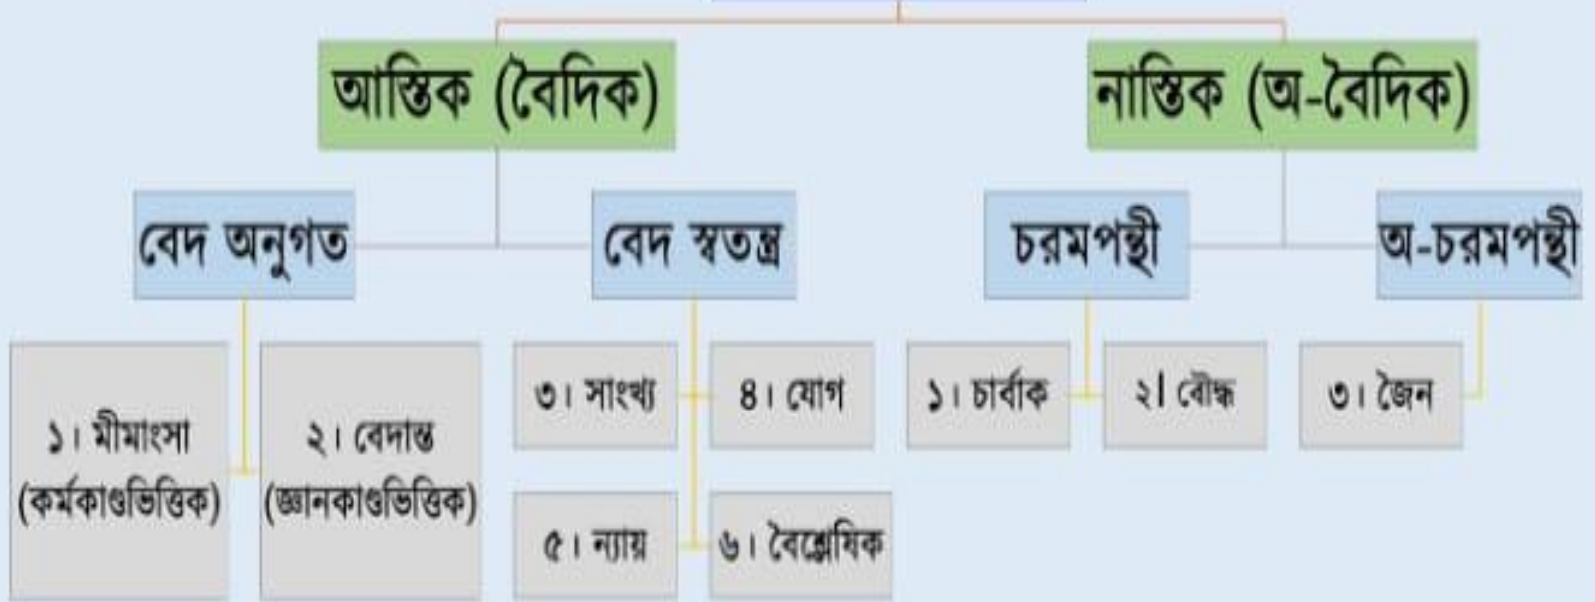 আস্তিক (বৈদিক)
নাস্তিক (অ-বৈদিক)
বেদ অনুগত
বেদ স্বতন্ত্র
চরমপন্থী
অ-চরমপন্থী
১। মীমাংসা
(কর্মকাণ্ডভিত্তিক)
২। বেদান্ত
(জ্ঞানকাণ্ডভিত্তিক)
৩। সাংখ্য
৪। যোগ
৫। ন্যায়
৬। বৈশ্লেষিক
১। চার্বাক
২। বৌদ্ধ
৩। জৈন